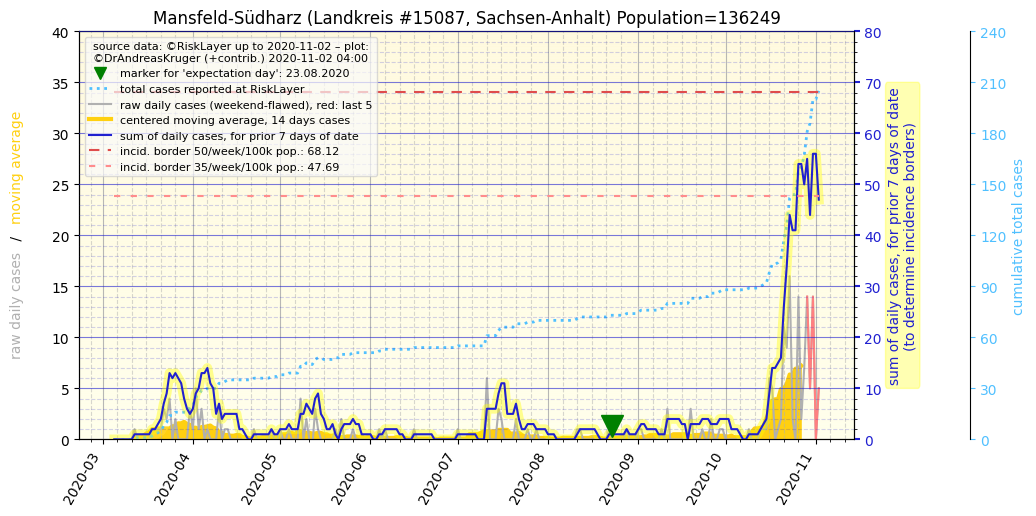 Mansfeld-Südharz (Landkreis #15087, Sachsen-Anhalt) Population=136249
source data: ©RiskLayer up to 2020-11-02 – plot:
©DrAndreasKruger (+contrib.) 2020-11-02 04:00
marker for 'expectation day': 23.08.2020
total cases reported at RiskLayer
raw daily cases (weekend-flawed), red: last 5
centered moving average, 14 days cases
sum of daily cases, for prior 7 days of date
incid. border 50/week/100k pop.: 68.12
incid. border 35/week/100k pop.: 47.69
raw daily cases / moving average
40
35
30
25
20
15
10
5
0
2020-03
2020-04
2020-05
2020-06
2020-07
2020-08
2020-09
2020-10
2020-11
80
70
60
50
40
30
20
10
0
sum of daily cases, for prior 7 days of date
(to determine incidence borders)
240
210
180
150
120
90
60
30
0
cumulative total cases